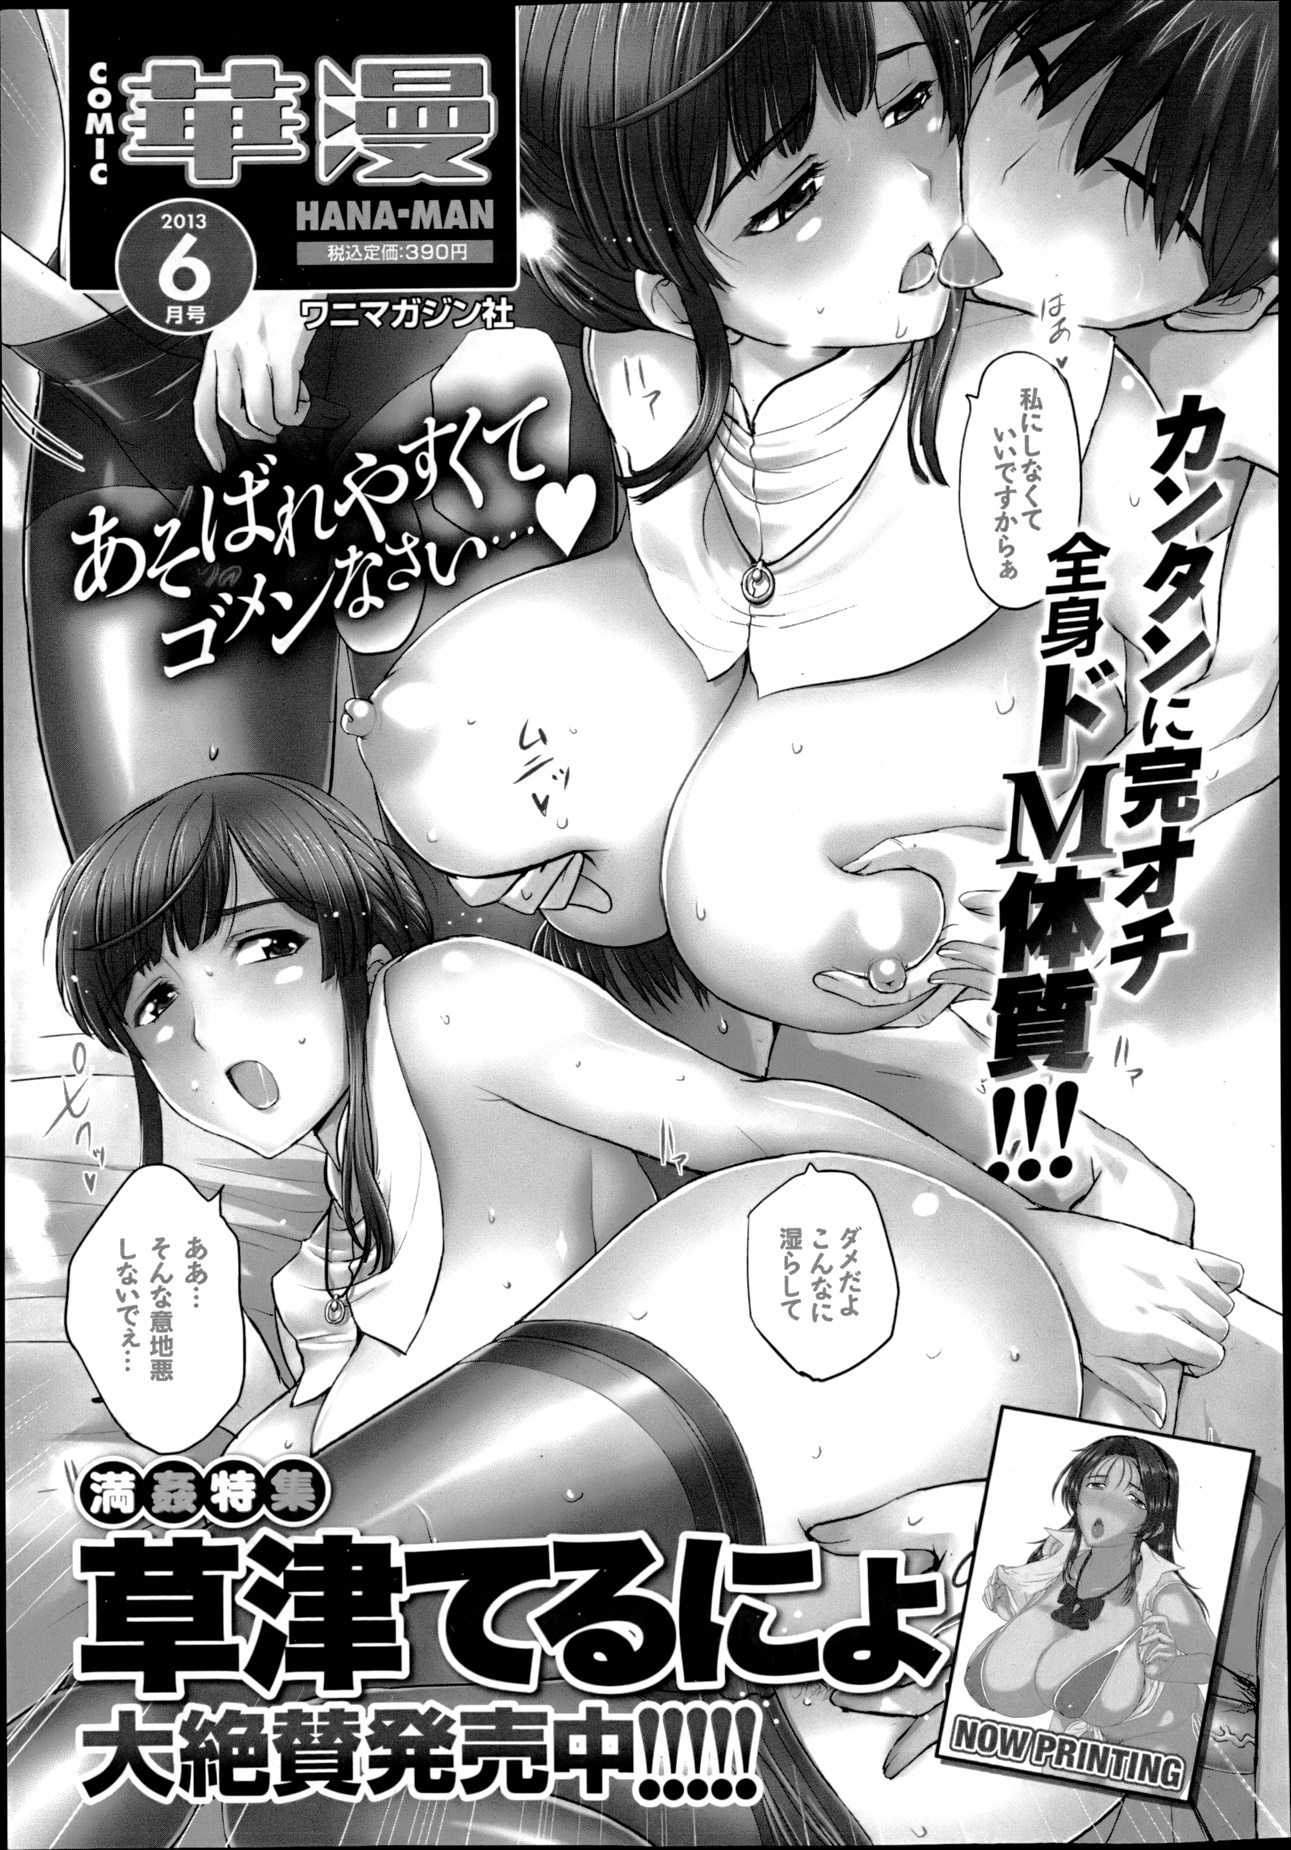 COMIC
華漫
HANA-MAN
2013
6
月号
税込定価:390円
ワニマガジン社
はあ♥
私にしなくて
いいですからぁ
カンタンに完オチ
全身ドM体質!!!
あそばれやすくて
ゴメンなさい…♥
ムニッ♥
ああ…
そんな意地悪
しないでぇ…
ダメだよ
こんなに
湿らして
満姦特集
草津てるにょ
大絶賛発売中!!!!!!
NOW PRINTING